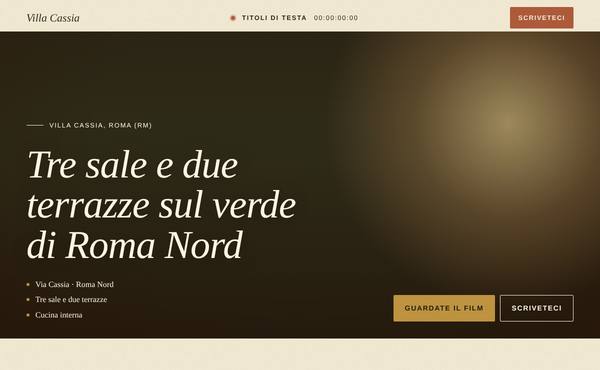 Villa Cassia
TITOLI DI TESTA 00:00:00:00
SCRIVETECI
VILLA CASSIA, ROMA (RM)
Tre sale e due
terrazze sul verde
di Roma Nord
Via Cassia · Roma Nord
Tre sale e due terrazze
Cucina interna
GUARDATE IL FILM
SCRIVETECI